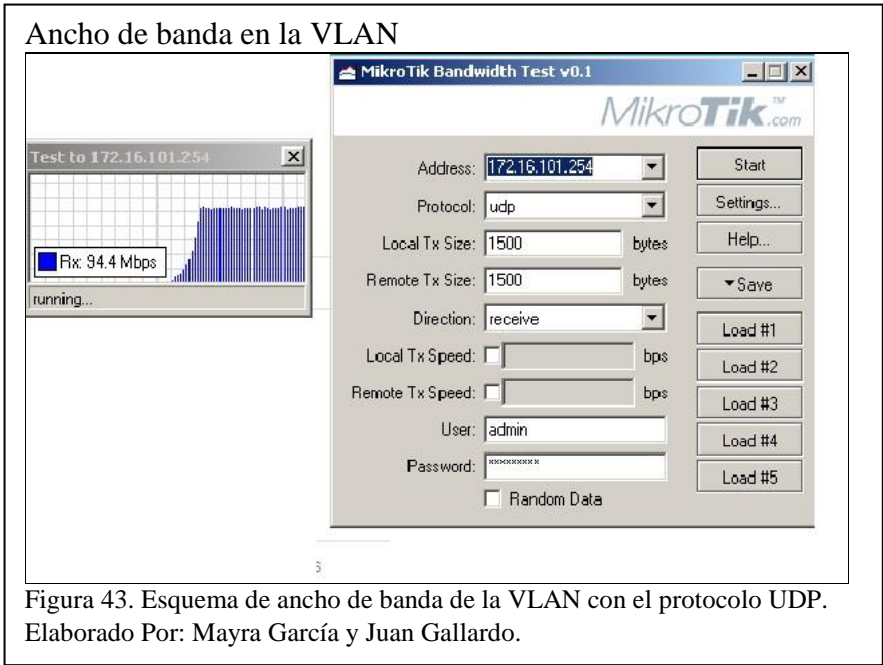 Ancho de banda en la VLAN
MikroTik Bandwidth Test v0.1
MikroTik.com™
Test to 172.16.101.254
Rx: 94.4 Mbps
running...
Address: 172.16.101.254
Protocol: udp
Local Tx Size: 1500 bytes
Remote Tx Size: 1500 bytes
Direction: receive
Local Tx Speed: bps
Remote Tx Speed: bps
User: admin
Password: *********
Random Data
Start
Settings...
Help...
Save
Load #1
Load #2
Load #3
Load #4
Load #5
Figura 43. Esquema de ancho de banda de la VLAN con el protocolo UDP.
Elaborado Por: Mayra García y Juan Gallardo.